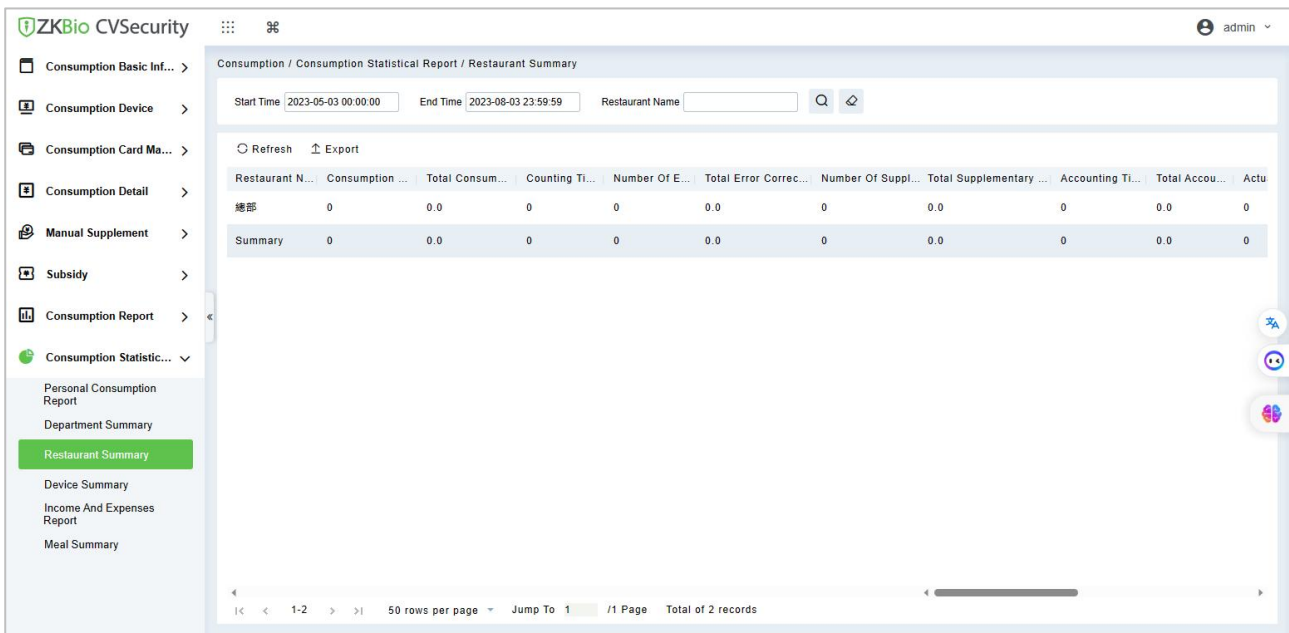 ZKBio CVSecurity
admin
Consumption Basic Inf...
Consumption Device
Consumption Card Ma...
Consumption Detail
Manual Supplement
Subsidy
Consumption Report
Consumption Statistic...
Personal Consumption
Report
Department Summary
Restaurant Summary
Device Summary
Income And Expenses
Report
Meal Summary
Consumption / Consumption Statistical Report / Restaurant Summary
Start Time 2023-05-03 00:00:00 End Time 2023-08-03 23:59:59 Restaurant Name
Refresh Export
Restaurant N... Consumption ... Total Consum... Counting Ti... Number Of E... Total Error Correc... Number Of Suppl... Total Supplementary ... Accounting Ti... Total Accou... Actu
總部 0 0.0 0 0 0.0 0 0.0 0 0.0 0
Summary 0 0.0 0 0 0.0 0 0.0 0 0.0 0
1-2 50 rows per page Jump To 1 /1 Page Total of 2 records